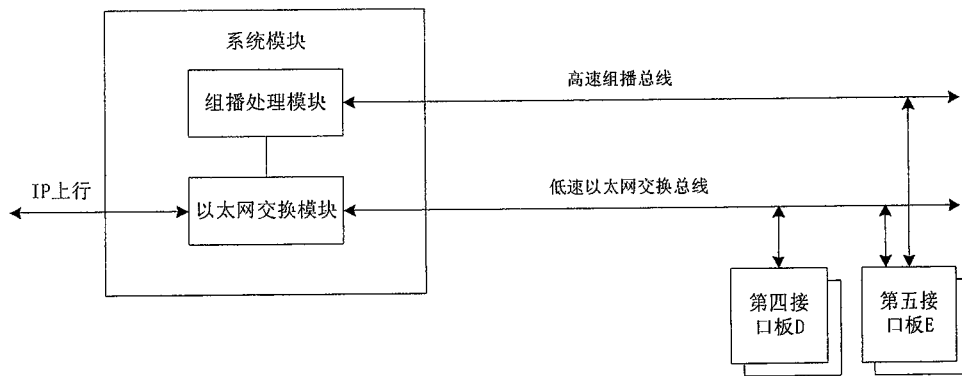 系统模块
组播处理模块
高速组播总线
IP上行
以太网交换模块
低速以太网交换总线
第四接
口板D
第五接
口板E